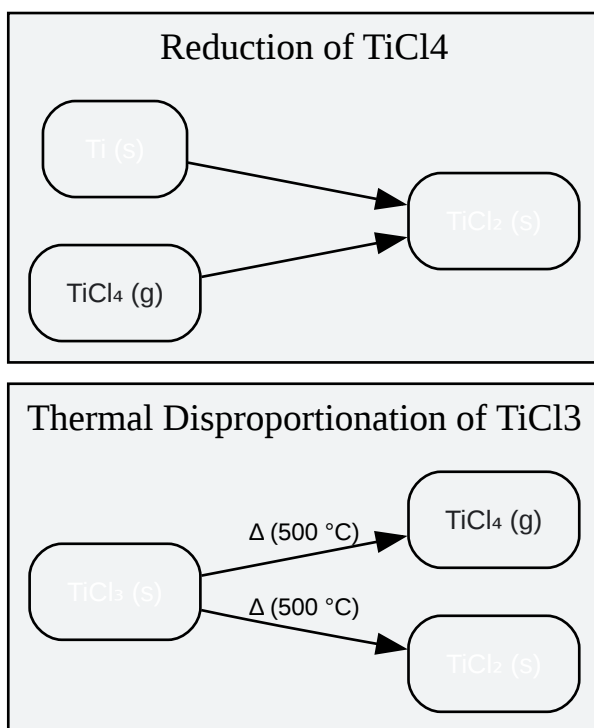 Reduction of TiCl4
Ti (s)
TiCl₂ (s)
TiCl₄ (g)
Thermal Disproportionation of TiCl3
TiCl₄ (g)
Δ (500 °C)
TiCl₃ (s)
Δ (500 °C)
TiCl₂ (s)